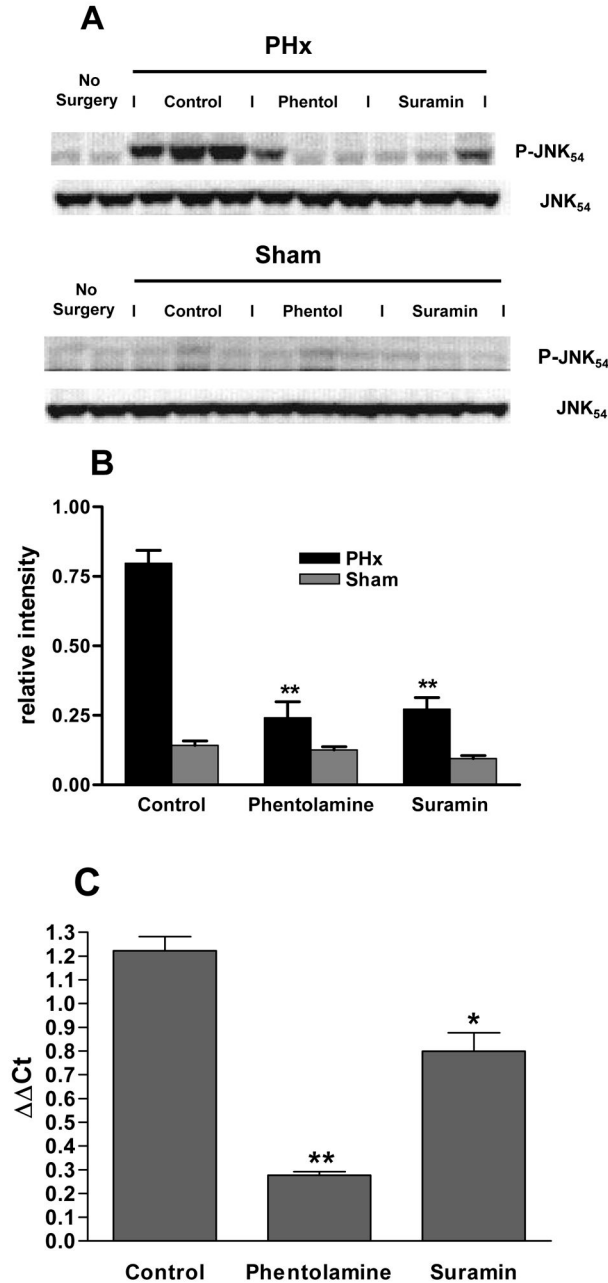 A
PHx
No Surgery I Control I Phentol I Suramin I
P-JNK54
JNK54
Sham
No Surgery I Control I Phentol I Suramin I
P-JNK54
JNK54
B
relative intensity
1.00
0.75
0.50
0.25
0.00
PHx
Sham
**
**
Control Phentolamine Suramin
C
ΔΔCt
1.3
1.2
1.1
1.0
0.9
0.8
0.7
0.6
0.5
0.4
0.3
0.2
0.1
0.0
**
*
Control Phentolamine Suramin